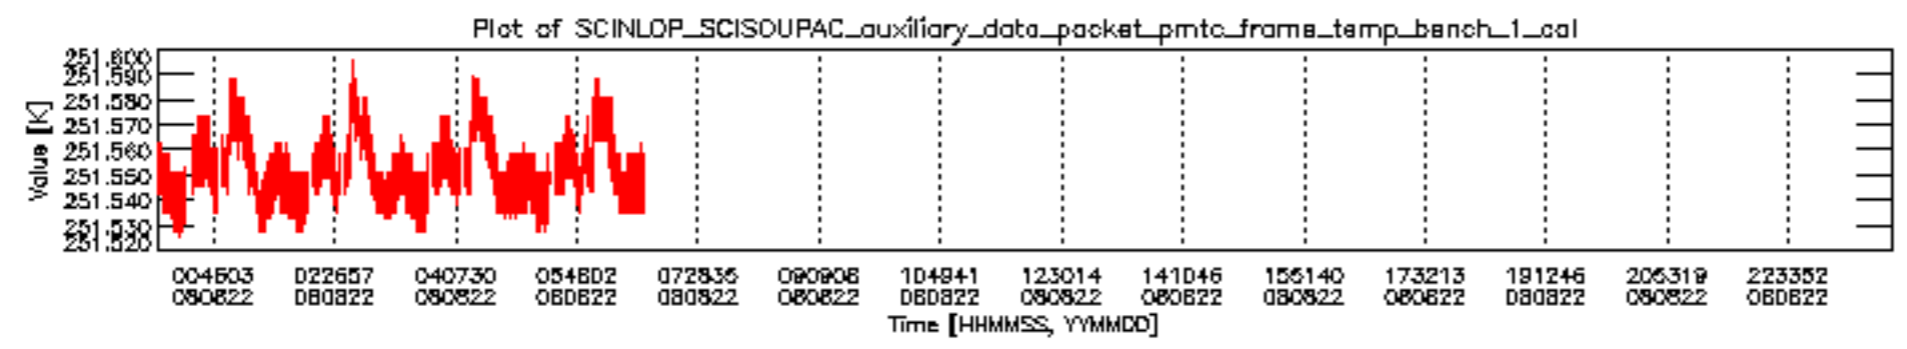 Plot of SCINLOP_SCISOUPAC_auxiliary_data_packet_pmtc_frame_temp_bench_1_cal
251.600
251.590
251.580
251.570
251.560
251.550
251.540
251.530
251.520
Value [K]
004603 022657 040730 054802 072835 090908 104941 123014 141046 155140 173213 191246 205319 223352
080822 080822 080822 080822 080822 080822 080822 080822 080822 080822 080822 080822 080822 080822
Time [HHMMSS, YYMMDD]